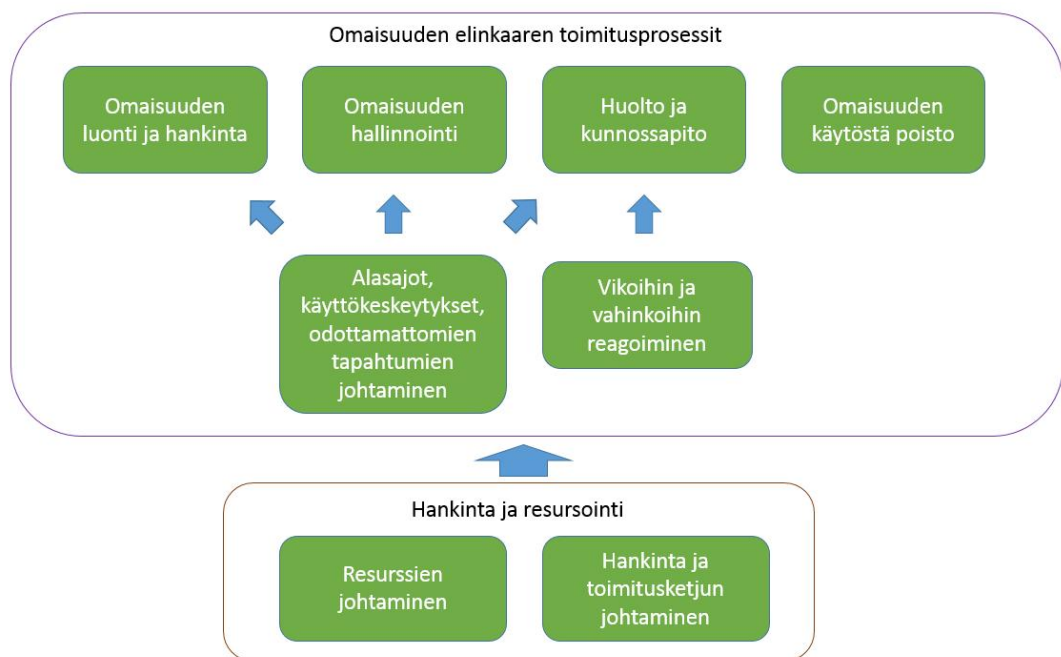 Omaisuuden elinkaaren toimitusprosessit
Omaisuuden
luonti ja hankinta
Omaisuuden
hallinnointi
Huolto ja
kunnossapito
Omaisuuden
käytöstä poisto
Alasajot,
käyttökeskeytykset,
odottamattomien
tapahtumien
johtaminen
Vikoihin ja
vahinkoihin
reagoiminen
Hankinta ja resursointi
Resurssien
johtaminen
Hankinta ja
toimitusketjun
johtaminen